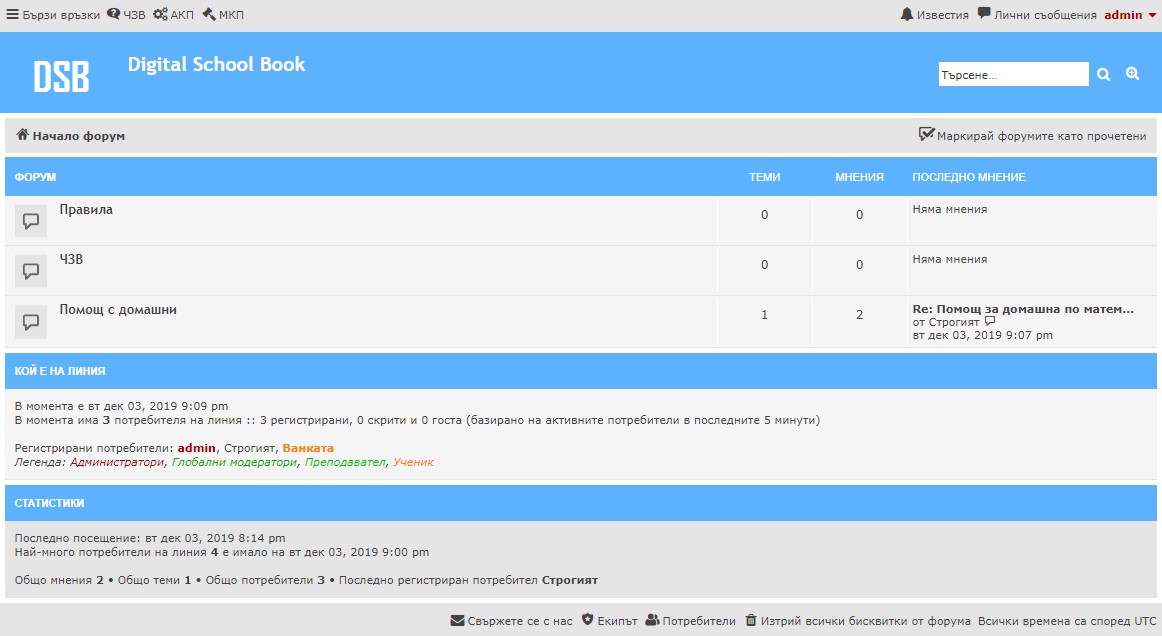 Бързи връзки ЧЗВ АКП МКП Известия Лични съобщения admin
DSB Digital School Book
Търсене…
Начало форум Маркирай форумите като прочетени
ФОРУМ ТЕМИ МНЕНИЯ ПОСЛЕДНО МНЕНИЕ
Правила 0 0 Няма мнения
ЧЗВ 0 0 Няма мнения
Помощ с домашни 1 2 Re: Помощ за домашна по матем…
от Строгият
вт дек 03, 2019 9:07 pm
КОЙ Е НА ЛИНИЯ
В момента е вт дек 03, 2019 9:09 pm
В момента има 3 потребителя на линия :: 3 регистрирани, 0 скрити и 0 госта (базирано на активните потребители в последните 5 минути)
Регистрирани потребители: admin, Строгият, Ванката
Легенда: Администратори, Глобални модератори, Преподавател, Ученик
СТАТИСТИКИ
Последно посещение: вт дек 03, 2019 8:14 pm
Най-много потребители на линия 4 е имало на вт дек 03, 2019 9:00 pm
Общо мнения 2 • Общо теми 1 • Общо потребители 3 • Последно регистриран потребител Строгият
Свържете се с нас Екипът Потребители Изтрий всички бисквитки от форума Всички времена са според UTC